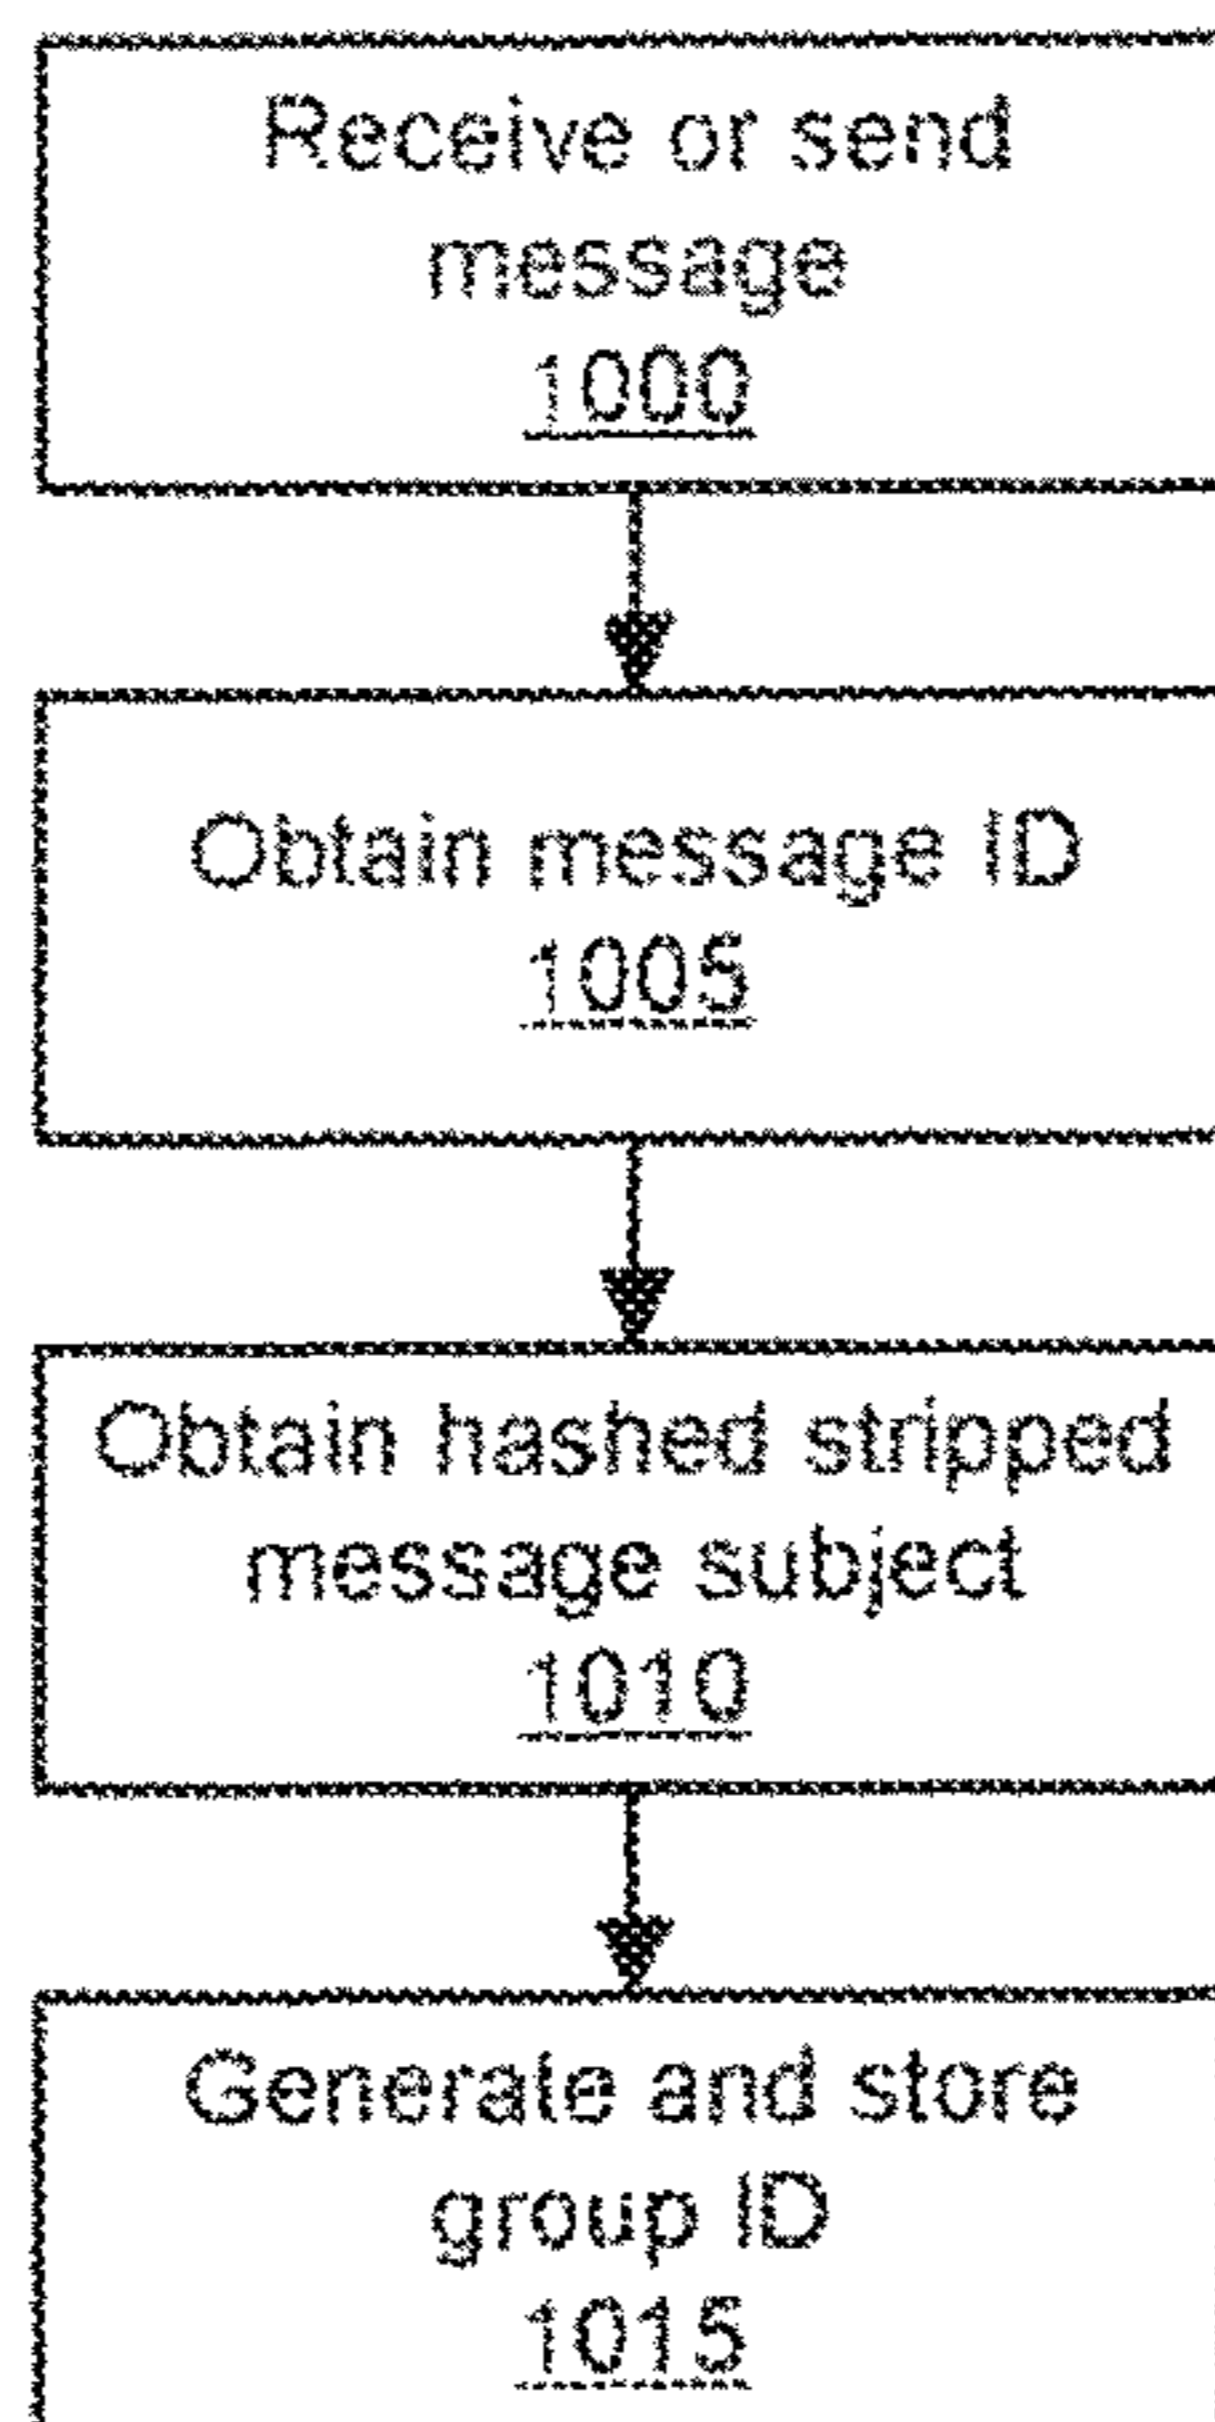 Receive or send
message
1000
Obtain message ID
1005
Obtain hashed stripped
message subject
1010
Generate and store
group ID
1015